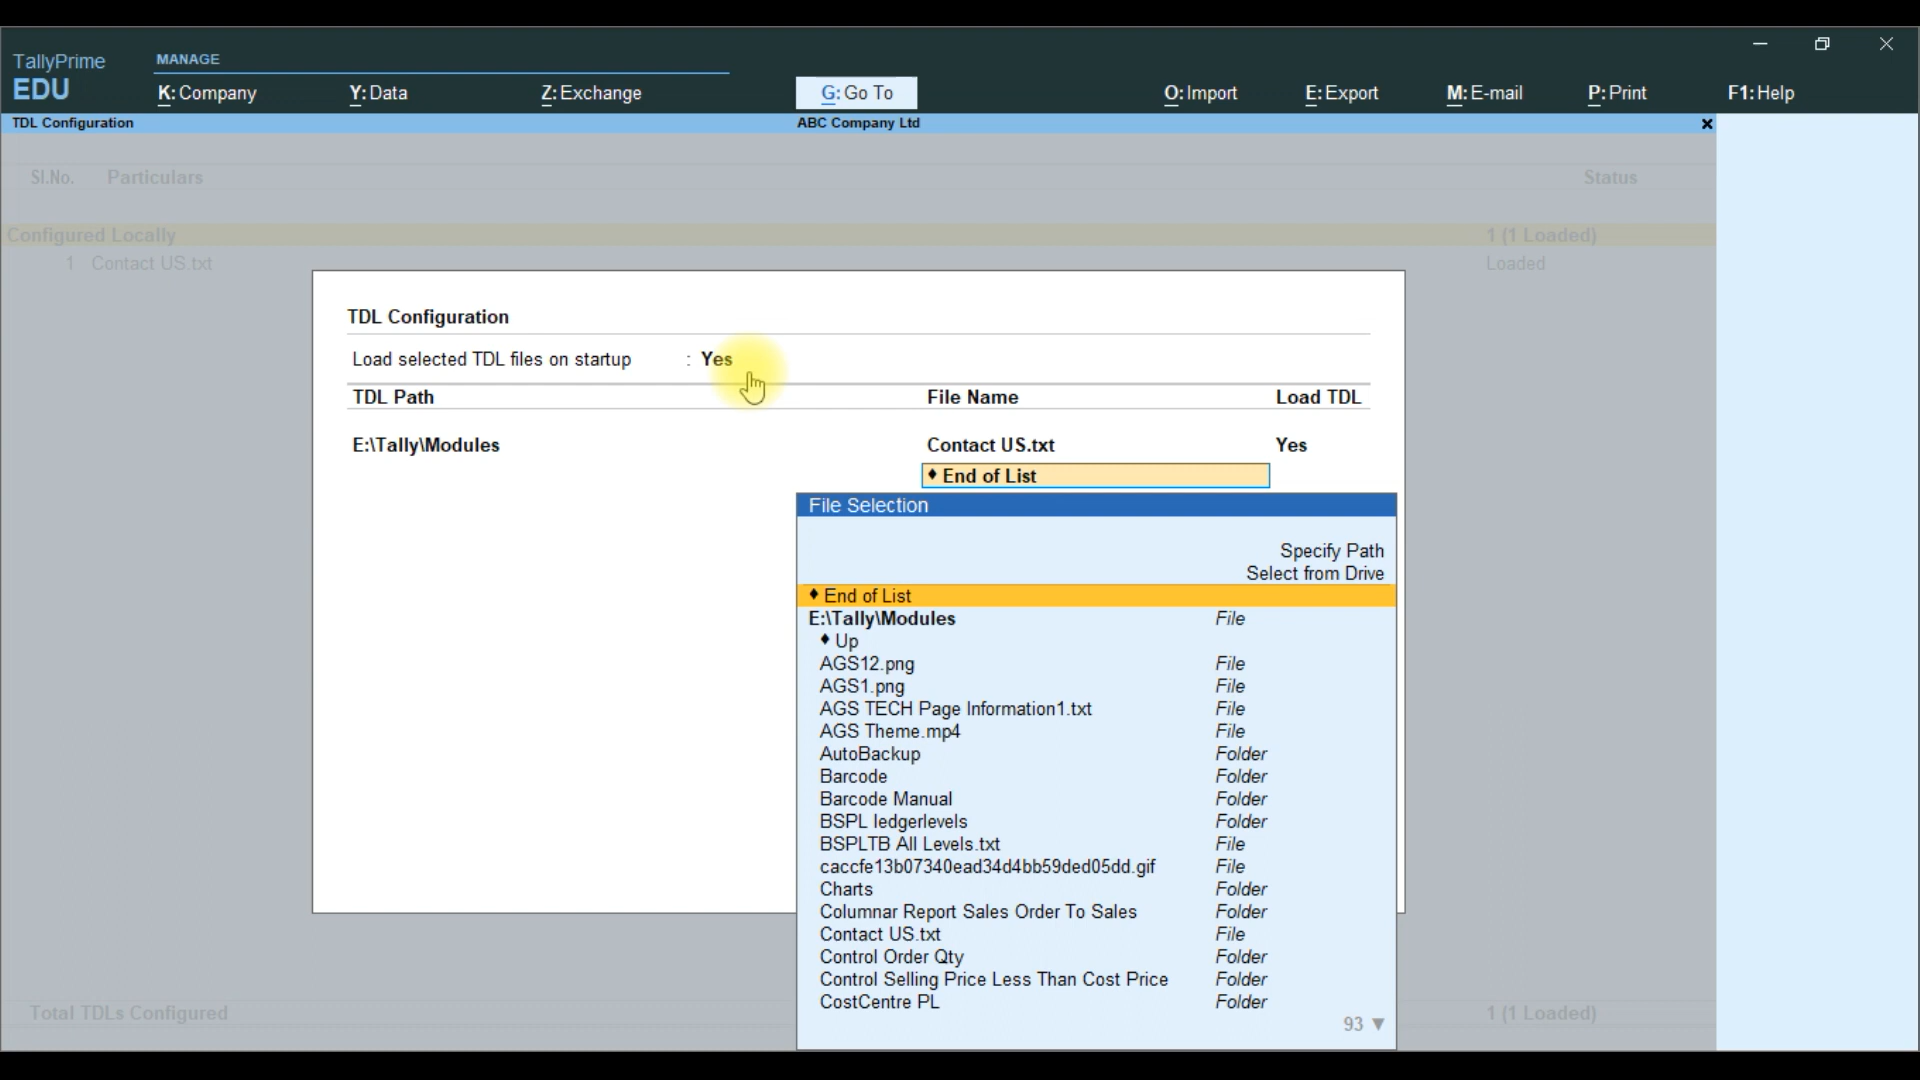 TallyPrime
EDU
MANAGE
K: Company
Y: Data
Z: Exchange
G: Go To
O: Import
E: Export
M: E-mail
P: Print
F1: Help
TDL Configuration
ABC Company Ltd
Sl.No. Particulars Status
Configured Locally 1 (1 Loaded)
1 Contact US.txt Loaded
TDL Configuration
Load selected TDL files on startup : Yes
TDL Path File Name Load TDL
E:\Tally\Modules Contact US.txt Yes
♦ End of List
File Selection
Specify Path
Select from Drive
♦ End of List
E:\Tally\Modules File
♦ Up
AGS12.png File
AGS1.png File
AGS TECH Page Information1.txt File
AGS Theme.mp4 File
AutoBackup Folder
Barcode Folder
Barcode Manual Folder
BSPL ledgerlevels Folder
BSPLTB All Levels.txt File
caccfe13b07340ead34d4bb59ded05dd.gif File
Charts Folder
Columnar Report Sales Order To Sales Folder
Contact US.txt File
Control Order Qty Folder
Control Selling Price Less Than Cost Price Folder
CostCentre PL Folder
93 ▼
Total TDLs Configured 1 (1 Loaded)